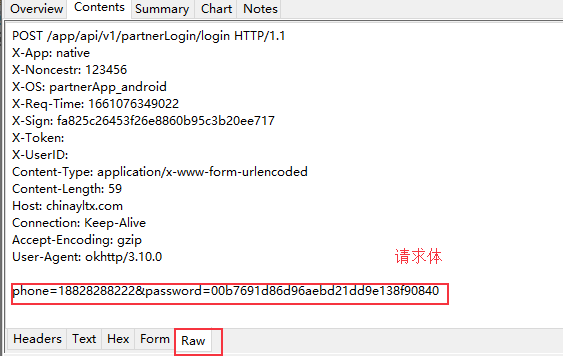 Overview Contents Summary Chart Notes
POST /app/api/v1/partnerLogin/login HTTP/1.1
X-App: native
X-Noncestr: 123456
X-OS: partnerApp_android
X-Req-Time: 1661076349022
X-Sign: fa825c26453f26e8860b95c3b20ee717
X-Token:
X-UserID:
Content-Type: application/x-www-form-urlencoded
Content-Length: 59
Host: chinayltx.com
Connection: Keep-Alive
Accept-Encoding: gzip
User-Agent: okhttp/3.10.0
请求体
phone=18828288222&password=00b7691d86d96aebd21dd9e138f90840
Headers Text Hex Form Raw